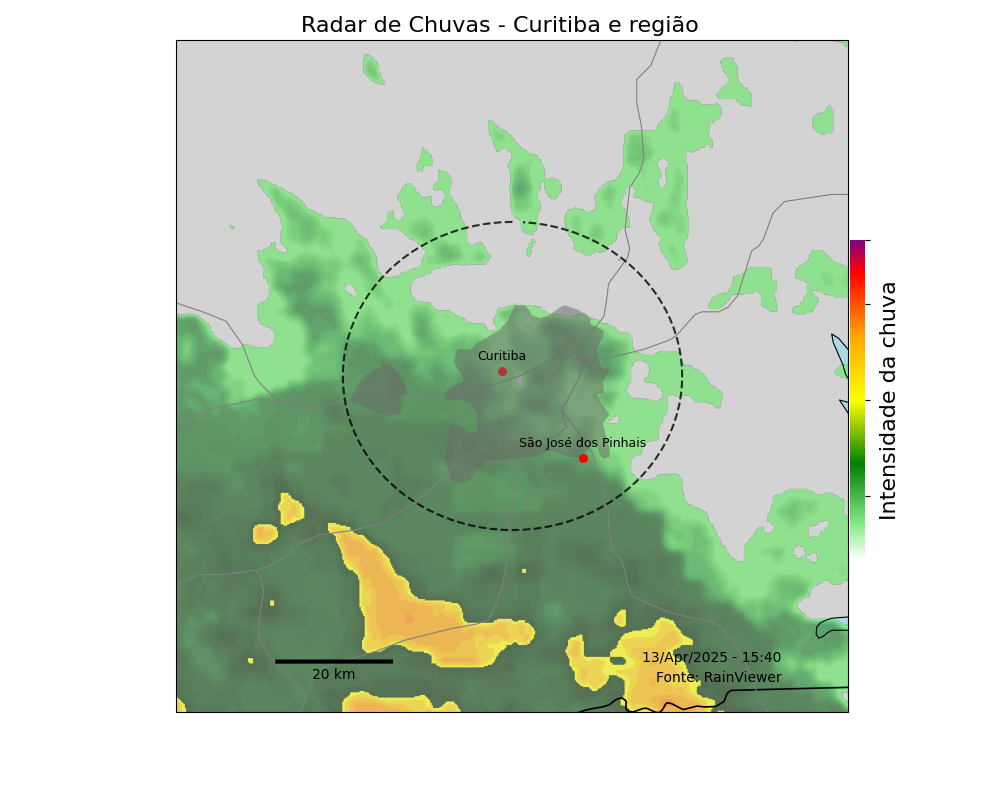 Radar de Chuvas - Curitiba e região
Curitiba
São José dos Pinhais
Intensidade da chuva
20 km
13/Apr/2025 - 15:40
Fonte: RainViewer